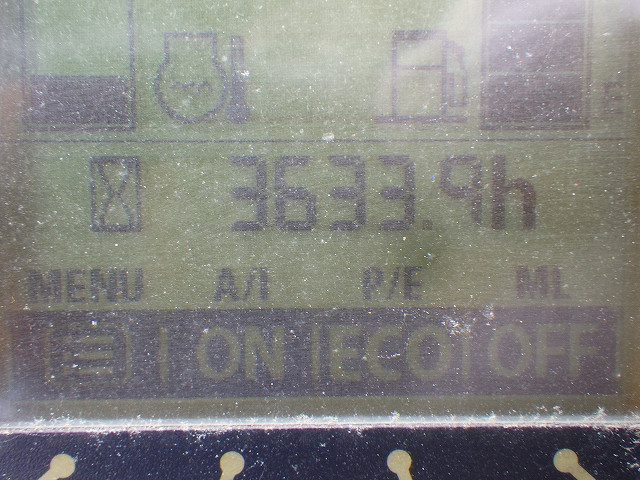 3633.9h
MENU A/I P/E ML
ON ECO OFF